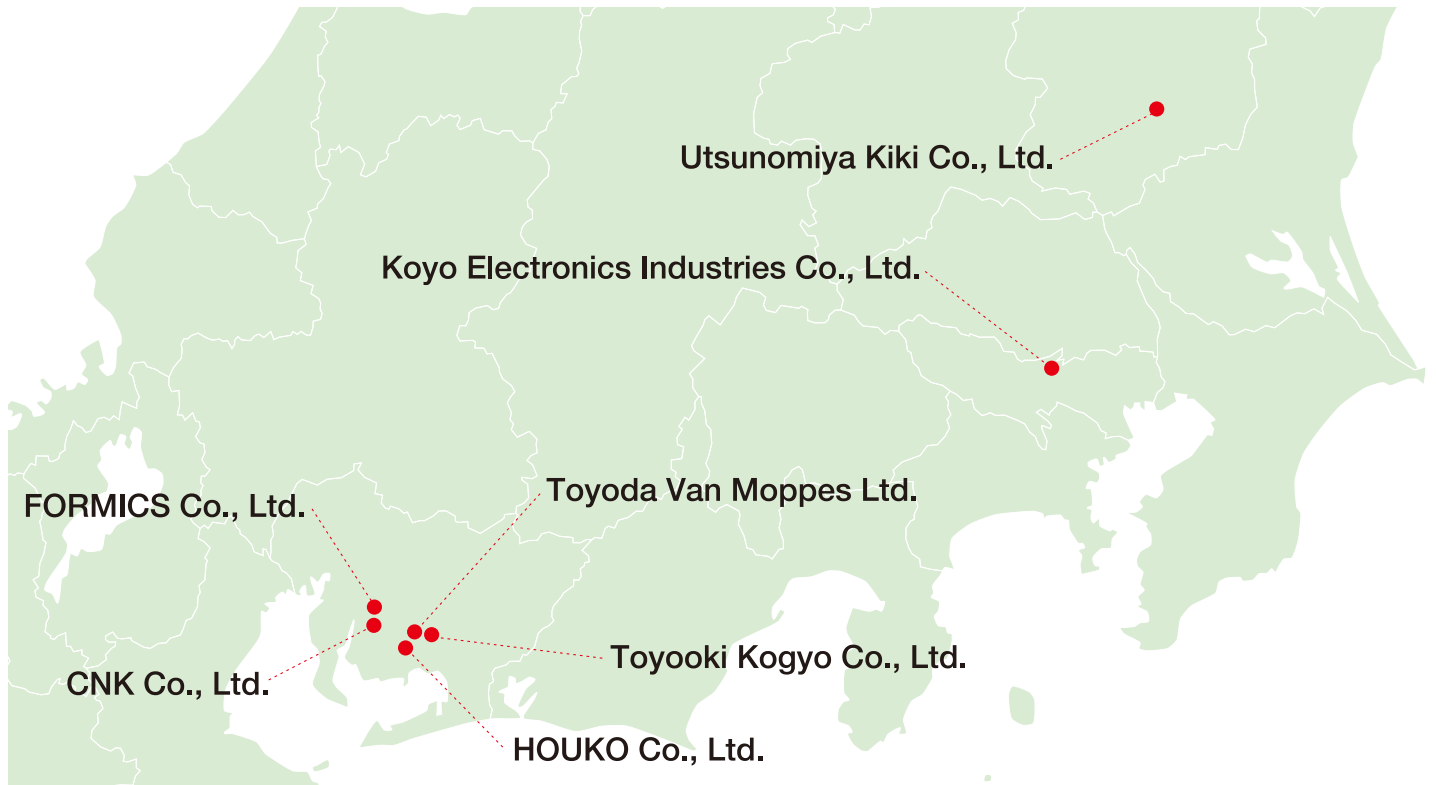 Utsunomiya Kiki Co., Ltd.
Koyo Electronics Industries Co., Ltd.
Toyoda Van Moppes Ltd.
FORMICS Co., Ltd.
Toyooki Kogyo Co., Ltd.
CNK Co., Ltd.
HOUKO Co., Ltd.